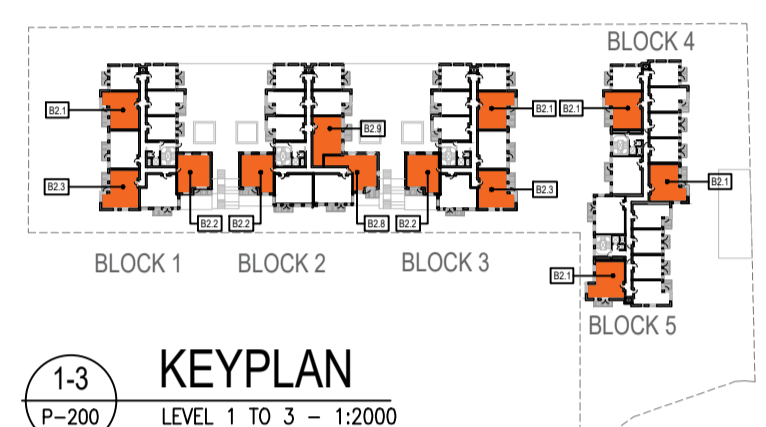 BLOCK 4
B2.1
B2.1
B2.1
B2.9
B2.1
B2.3
B2.3
B2.2
B2.2
B2.8
B2.2
B2.1
BLOCK 1
BLOCK 2
BLOCK 3
B2.1
BLOCK 5
1-3
P-200
KEYPLAN
LEVEL 1 TO 3 - 1:2000